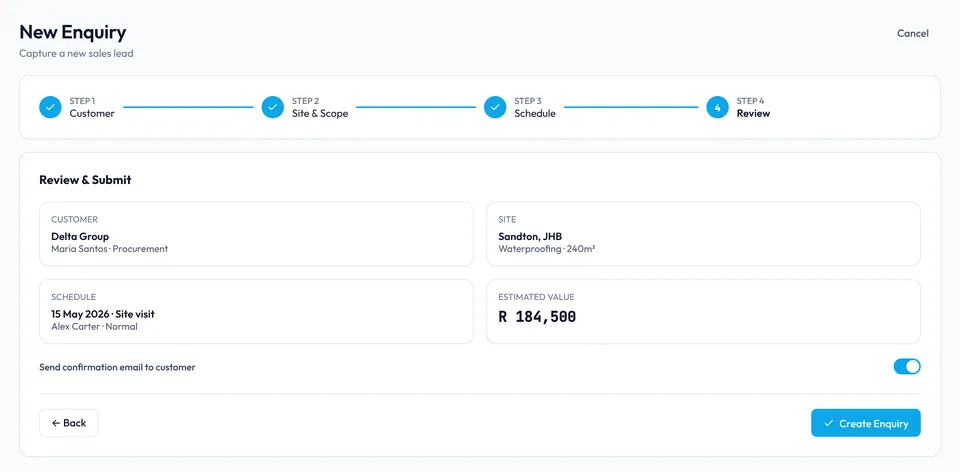 New Enquiry
Cancel
Capture a new sales lead
STEP 1
Customer
STEP 2
Site & Scope
STEP 3
Schedule
4
STEP 4
Review
Review & Submit
CUSTOMER
Delta Group
Maria Santos · Procurement
SITE
Sandton, JHB
Waterproofing · 240m²
SCHEDULE
15 May 2026 · Site visit
Alex Carter · Normal
ESTIMATED VALUE
R 184,500
Send confirmation email to customer
← Back
✓ Create Enquiry